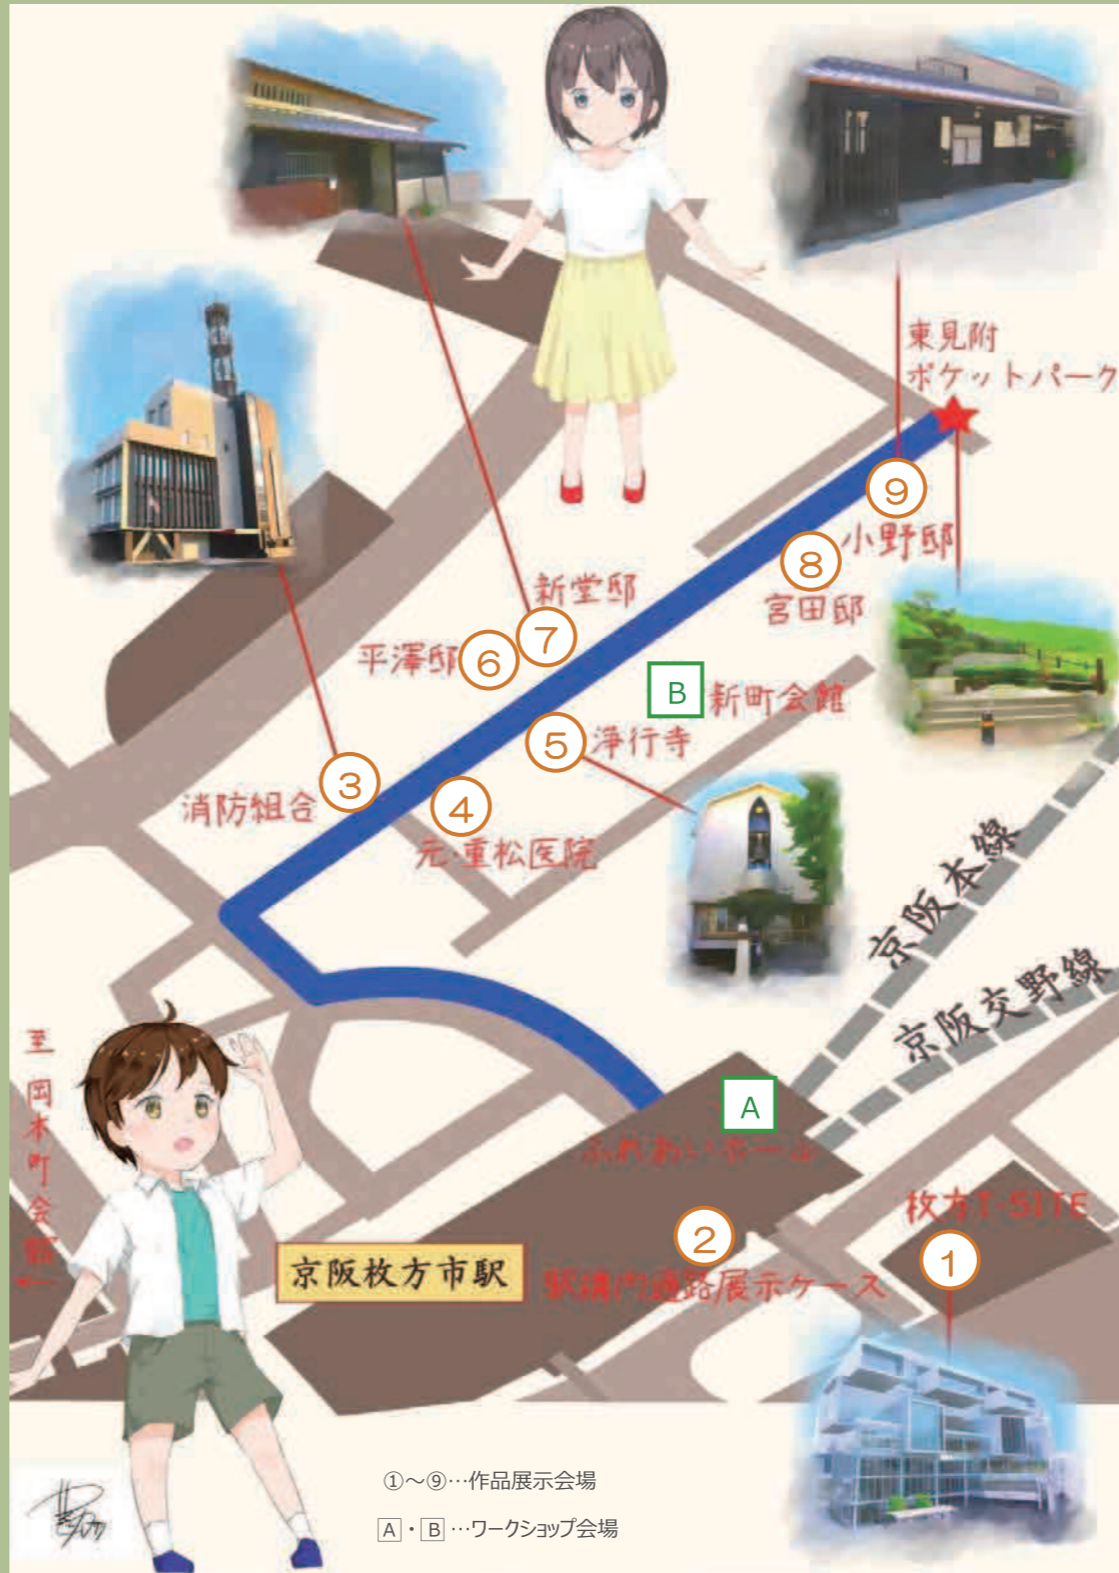 東見附
ポケットパーク
⑨
小野邸
⑧
宮田邸
新堂邸
⑦
平澤邸
⑥
B
新町会館
⑤
浄行寺
③
消防組合
④
元・重松医院
京阪本線
京阪交野線
至
岡本町会館
←
A
ふれあいホール
②
駅構内通路展示ケース
枚方T-SITE
①
京阪枚方市駅
①～⑨…作品展示会場
A・B…ワークショップ会場